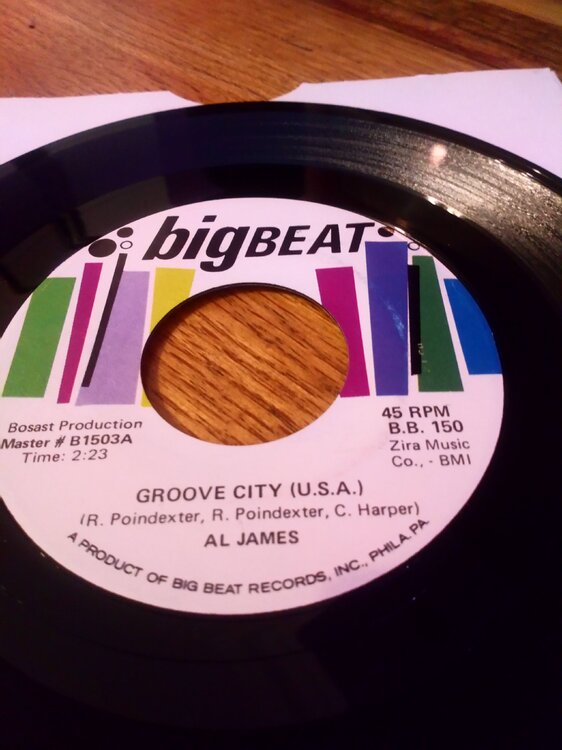 bigBEAT
Bosast Production
Master # B1503A
Time: 2:23
45 RPM
B.B. 150
Zira Music
Co., - BMI
GROOVE CITY (U.S.A.)
(R. Poindexter, R. Poindexter, C. Harper)
AL JAMES
A PRODUCT OF BIG BEAT RECORDS, INC., PHILA. PA.